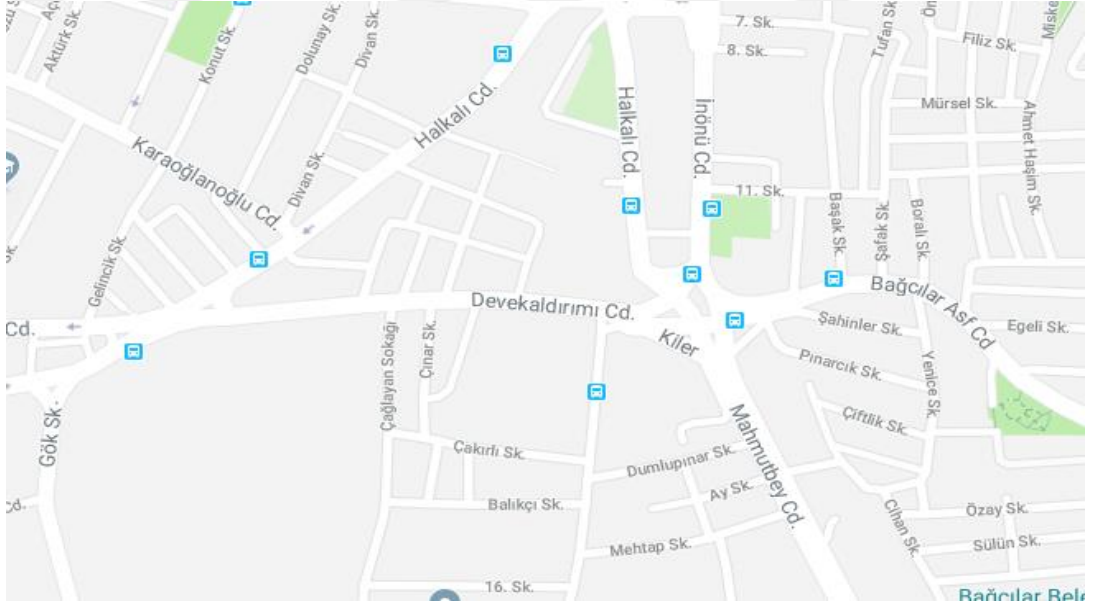 Aktürk Sk.
Konut Sk.
Dolunay Sk.
Divan Sk.
Halkalı Cd.
7. Sk.
8. Sk.
Tufan Sk.
Filiz Sk.
Mürsel Sk.
Ahmet Haşim Sk.
Karaoğlanoğlu Cd.
Divan Sk.
Halkalı Cd.
İnönü Cd.
11. Sk.
Başak Sk.
Şafak Sk
Boralı Sk.
Gelincik Sk.
Cd.
Devekaldırımı Cd.
Kiler
Bağcılar Asf Cd
Şahinler Sk.
Egeli Sk.
Pınarcık Sk.
Yenice Sk.
Çağlayan Sokağı
Çınar Sk.
Gök Sk.
Çiftlik Sk.
Mahmutbey Cd.
Çakırlı Sk.
Dumlupınar Sk.
Ay Sk.
Balıkçı Sk.
Cihan Sk.
Özay Sk.
Mehtap Sk.
Sülün Sk.
16. Sk.
Bağcılar Bele